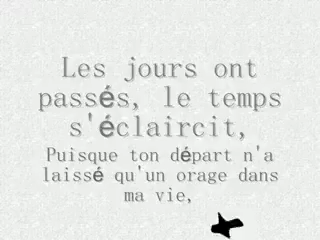 Les jours ont
passés, le temps
s'éclaircit,
Puisque ton départ n'a
laissé qu'un orage dans
ma vie,